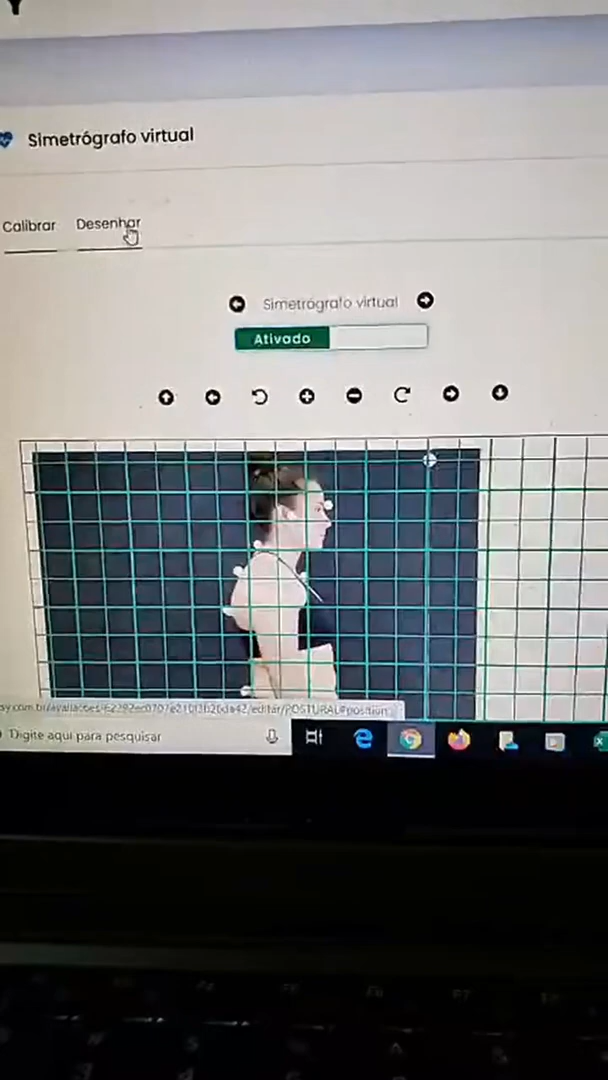 Simetrógrafo virtual
Calibrar Desenhar
Simetrógrafo virtual
Ativado
Digite aqui para pesquisar